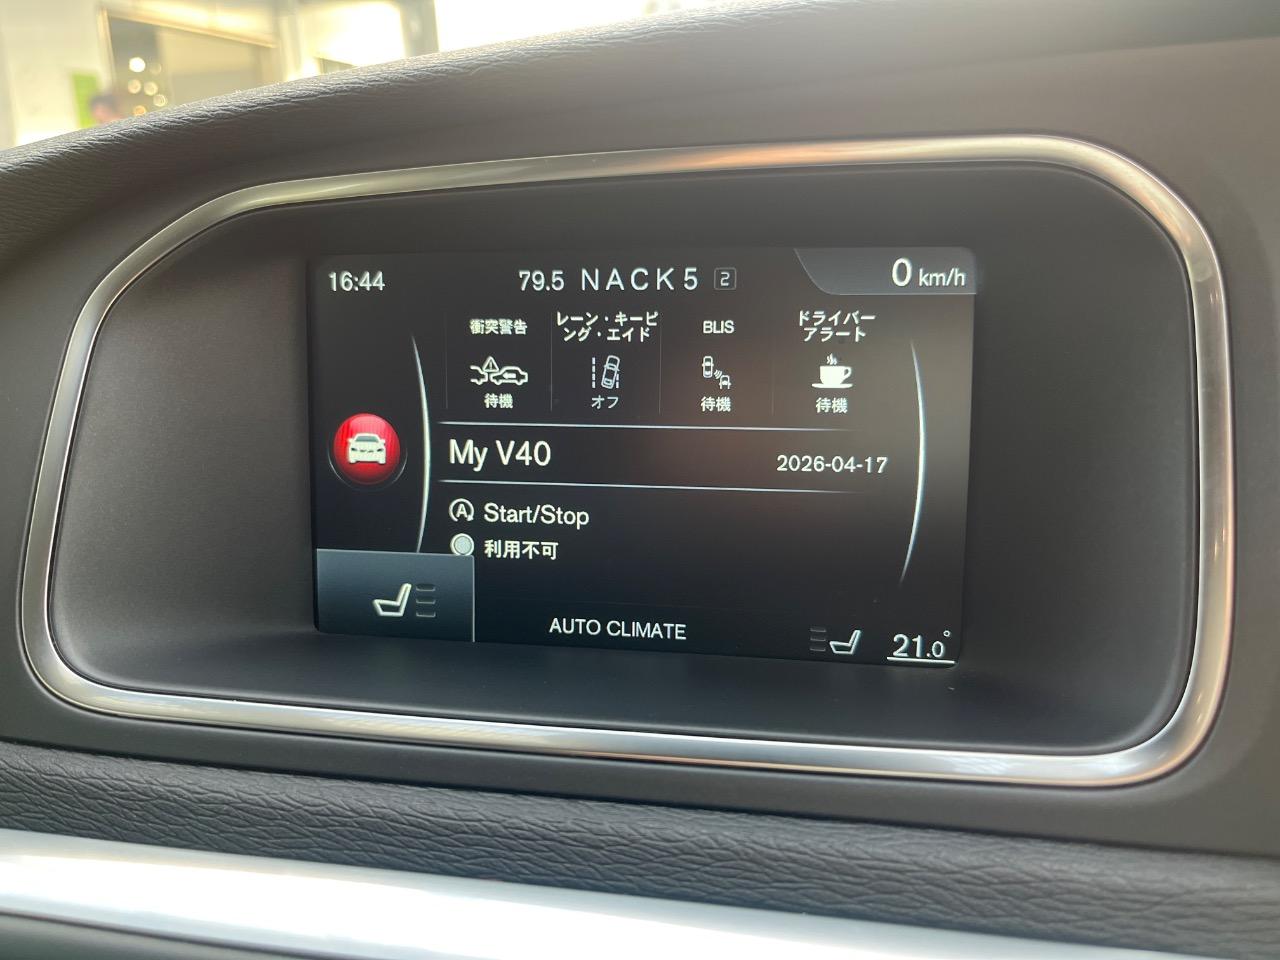 16:44
79.5 NACK5 2
0 km/h
衝突警告
待機
レーン・キーピ
ング・エイド
オフ
BLIS
待機
ドライバー
アラート
待機
My V40
2026-04-17
A Start/Stop
利用不可
AUTO CLIMATE
21.0°